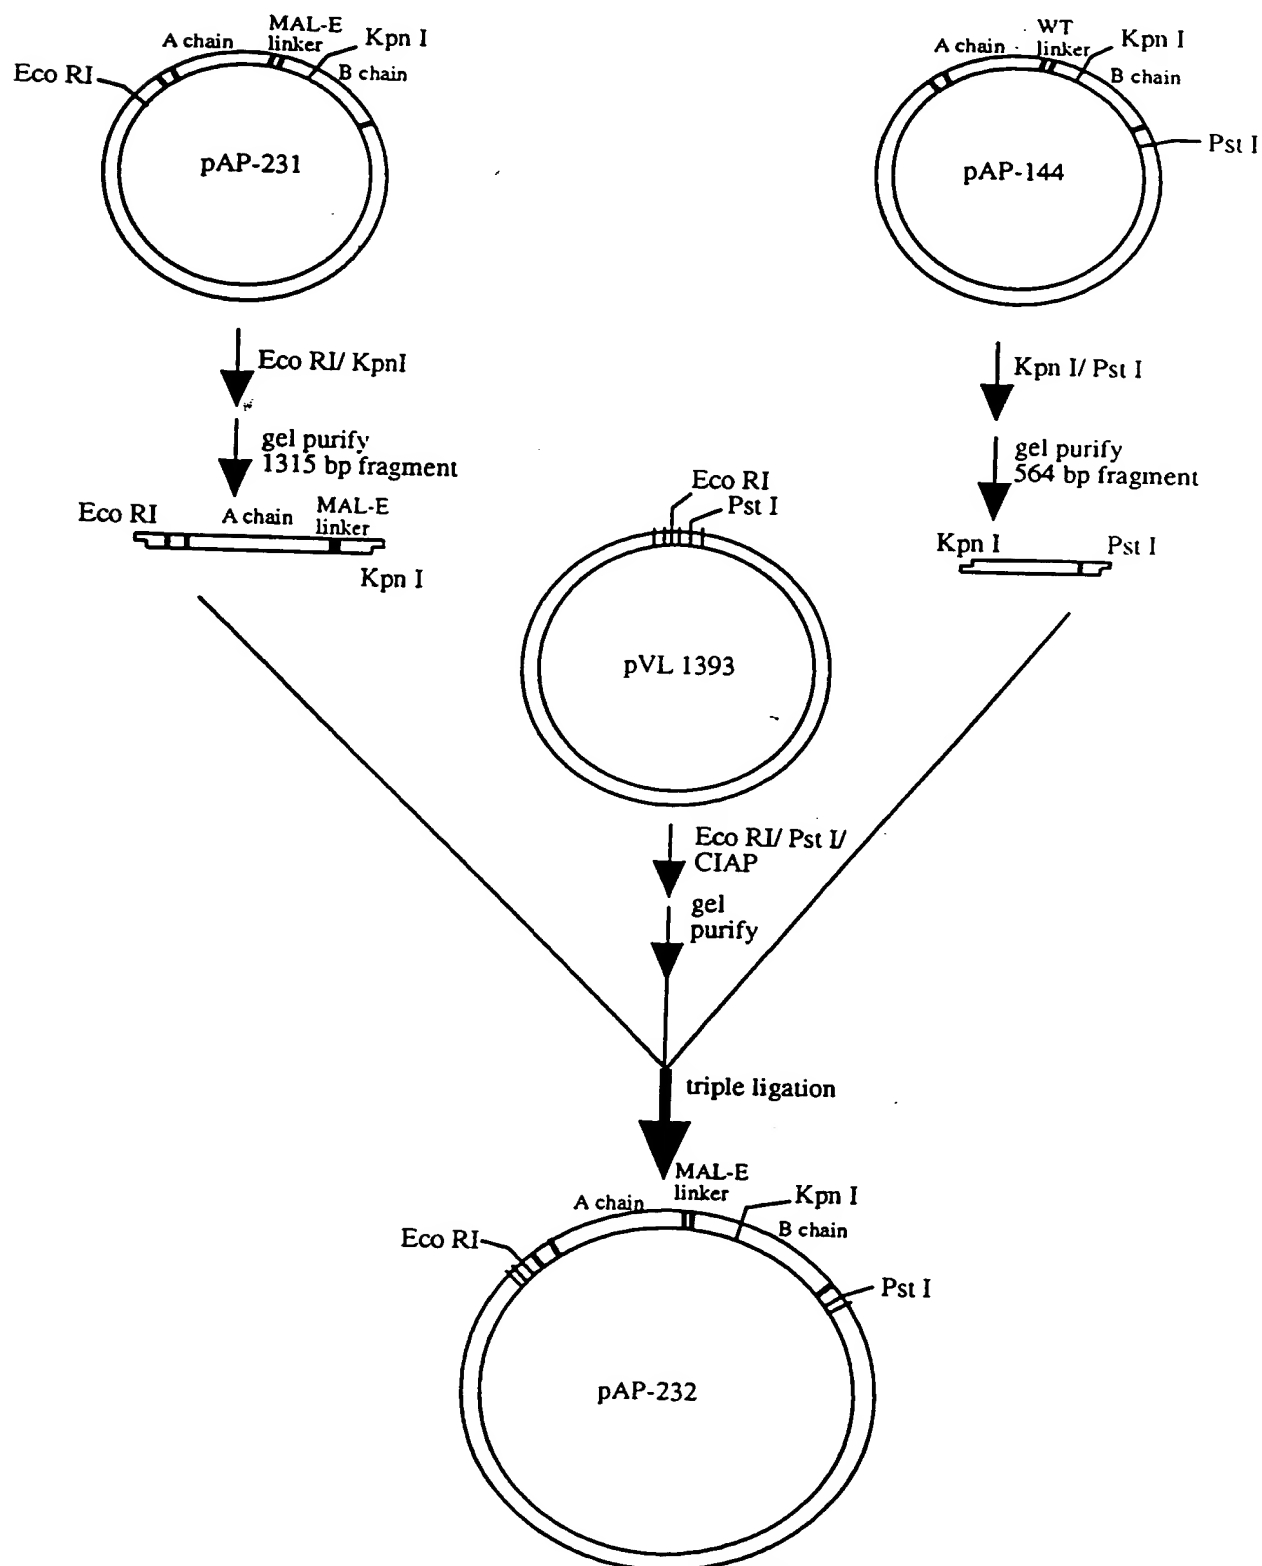 MAL-E
linker
A chain
Kpn I
B chain
Eco RI
pAP-231
WT
linker
A chain
Kpn I
B chain
Pst I
pAP-144
Eco RI/ KpnI
gel purify
1315 bp fragment
Kpn I/ Pst I
gel purify
564 bp fragment
Eco RI
A chain
MAL-E
linker
Kpn I
Eco RI
Pst I
Kpn I
Pst I
pVL 1393
Eco RI/ Pst I/
CIAP
gel
purify
triple ligation
MAL-E
linker
A chain
Kpn I
B chain
Eco RI
Pst I
pAP-232